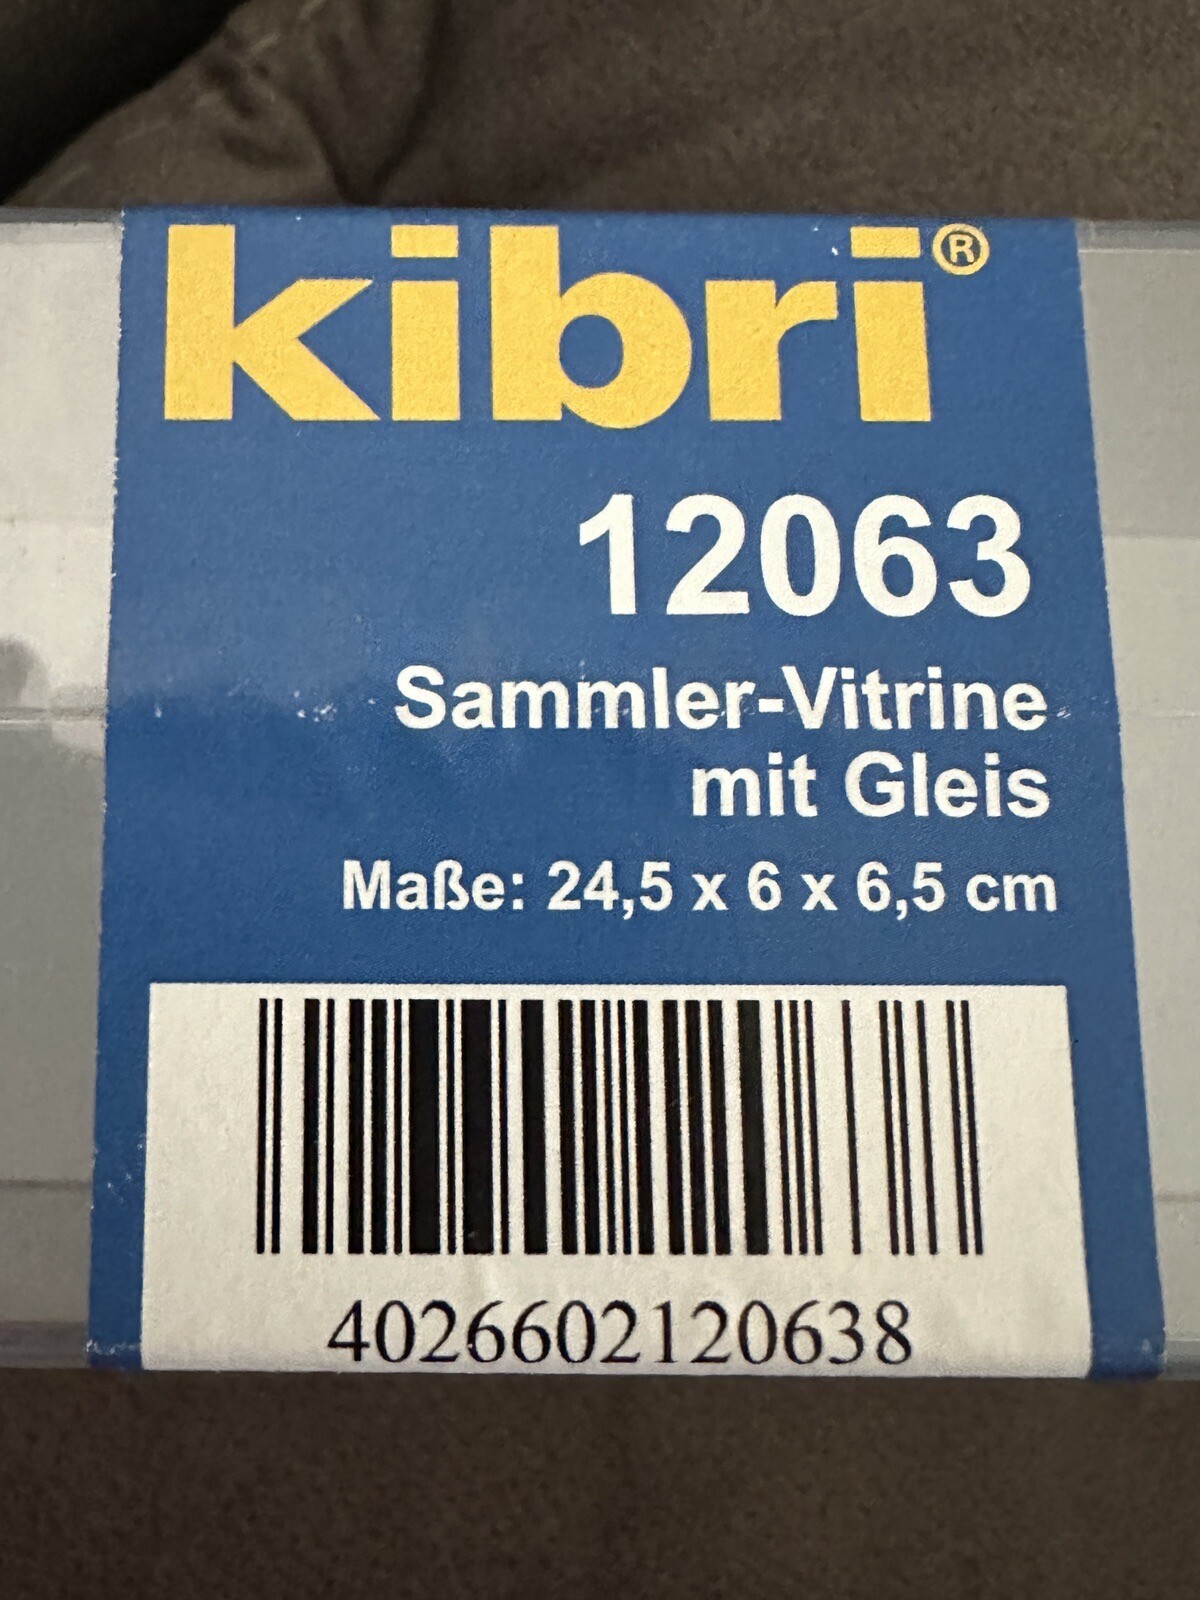 kibri®
12063
Sammler-Vitrine
mit Gleis
Maße: 24,5 x 6 x 6,5 cm
4026602120638